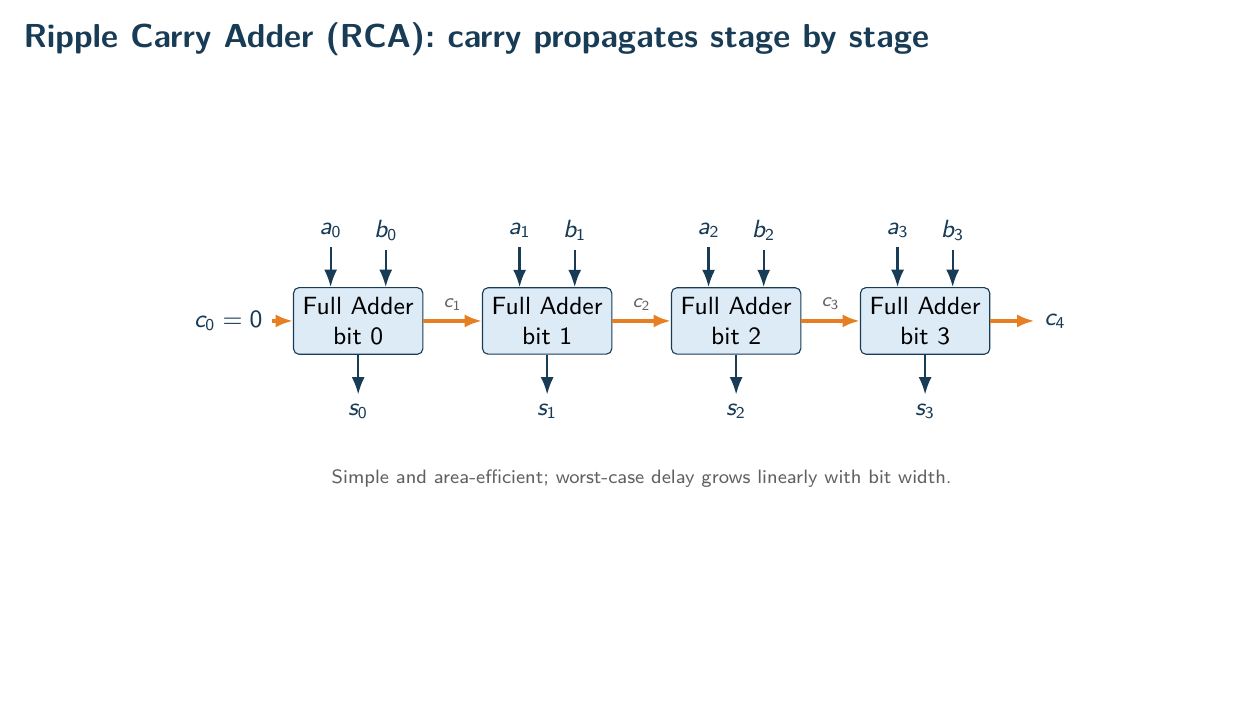 Ripple Carry Adder (RCA): carry propagates stage by stage
a₀ b₀ a₁ b₁ a₂ b₂ a₃ b₃
c₀ = 0
Full Adder
bit 0
c₁
Full Adder
bit 1
c₂
Full Adder
bit 2
c₃
Full Adder
bit 3
c₄
s₀ s₁ s₂ s₃
Simple and area-efficient; worst-case delay grows linearly with bit width.